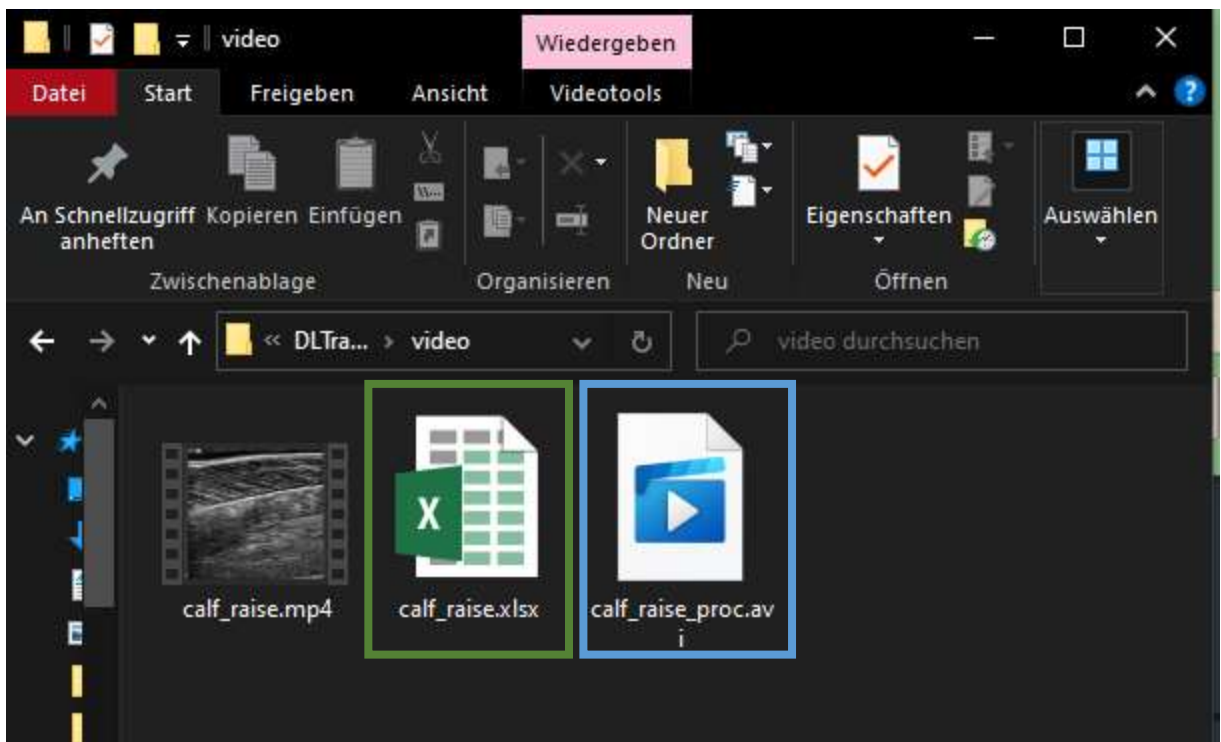 video
Wiedergeben
Datei
Start
Freigeben
Ansicht
Videotools
An Schnellzugriff
anheften
Kopieren
Einfügen
Neuer
Ordner
Eigenschaften
Auswählen
Zwischenablage
Organisieren
Neu
Öffnen
« DLTra... › video
video durchsuchen
calf_raise.mp4
X
calf_raise.xlsx
calf_raise_proc.av
i